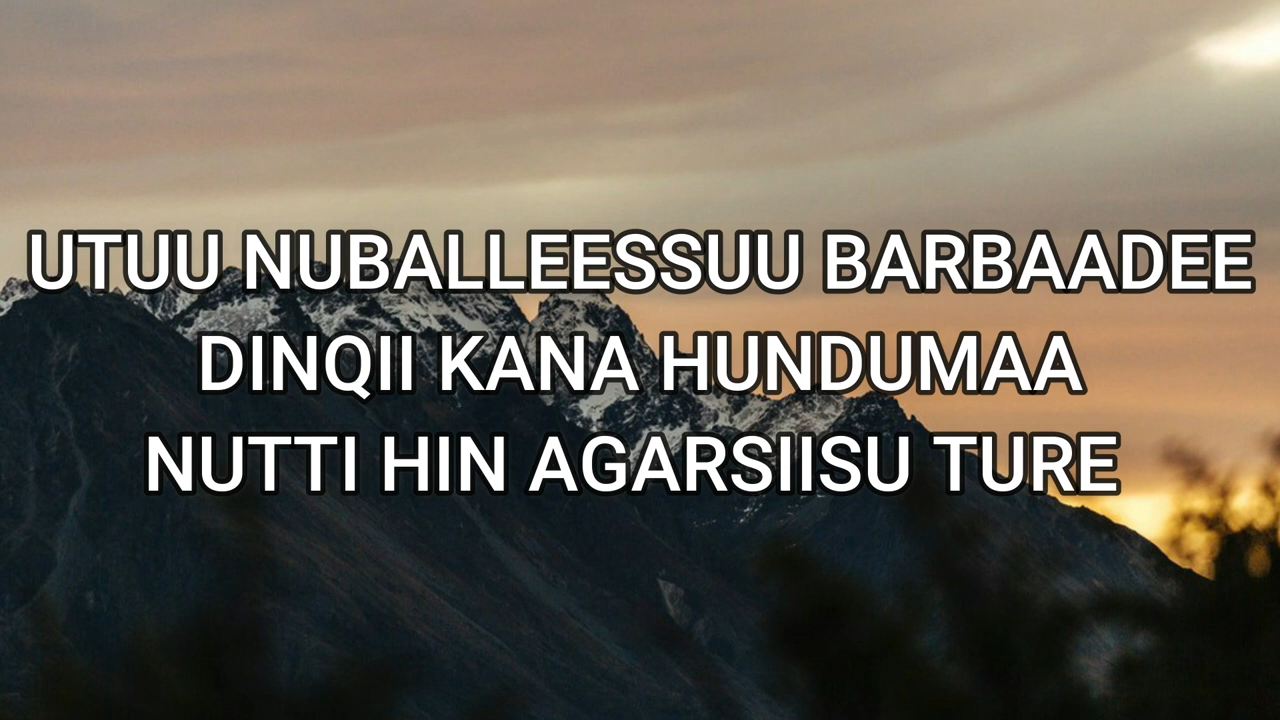 UTUU NUBALLEESSUU BARBAADEE
DINQII KANA HUNDUMAA
NUTTI HIN AGARSIISU TURE